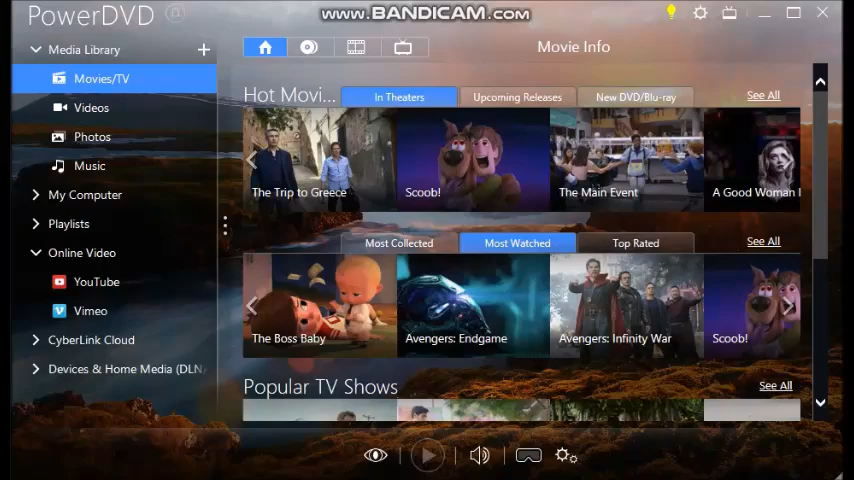 PowerDVD
www.BANDICAM.com
Media Library
Movies/TV
Videos
Photos
Music
My Computer
Playlists
Online Video
YouTube
Vimeo
CyberLink Cloud
Devices & Home Media (DLN
Movie Info
Hot Movi...
In Theaters
Upcoming Releases
New DVD/Blu-ray
See All
The Trip to Greece
Scoob!
The Main Event
A Good Woman I
Most Collected
Most Watched
Top Rated
See All
The Boss Baby
Avengers: Endgame
Avengers: Infinity War
Scoob!
Popular TV Shows
See All